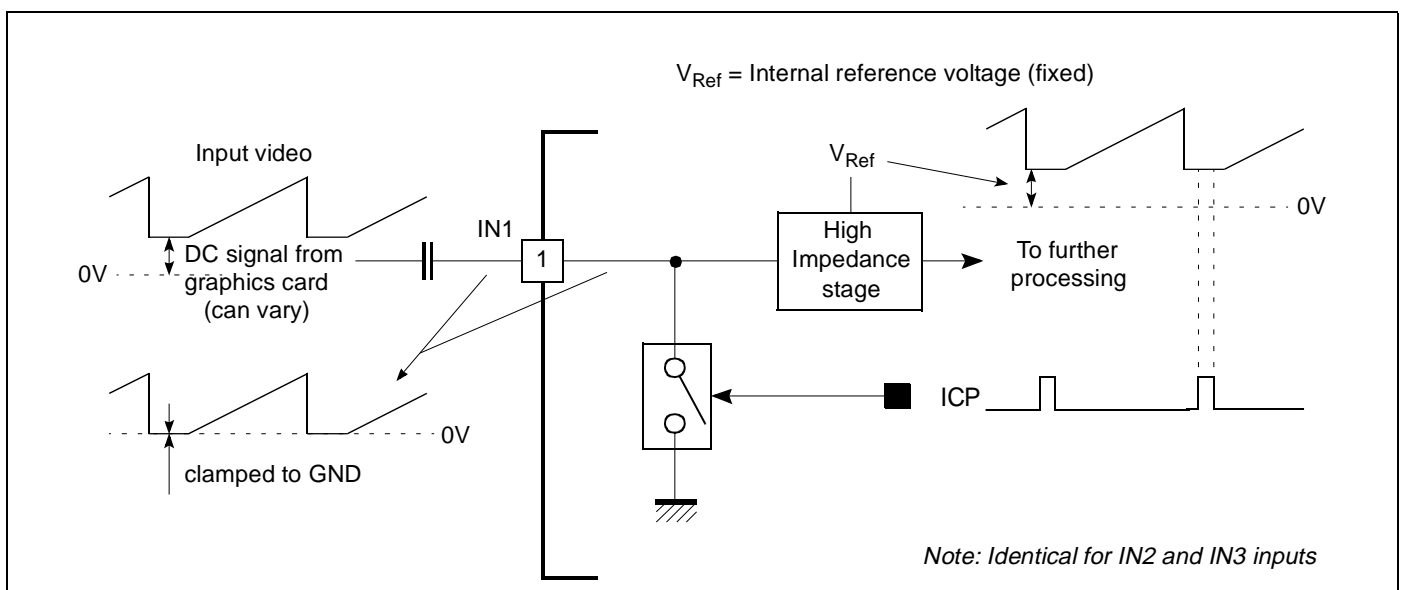 V_Ref = Internal reference voltage (fixed)
Input video
V_Ref
IN1
1
0V
DC signal from
graphics card
(can vary)
High
Impedance
stage
0V
To further
processing
ICP
0V
clamped to GND
Note: Identical for IN2 and IN3 inputs